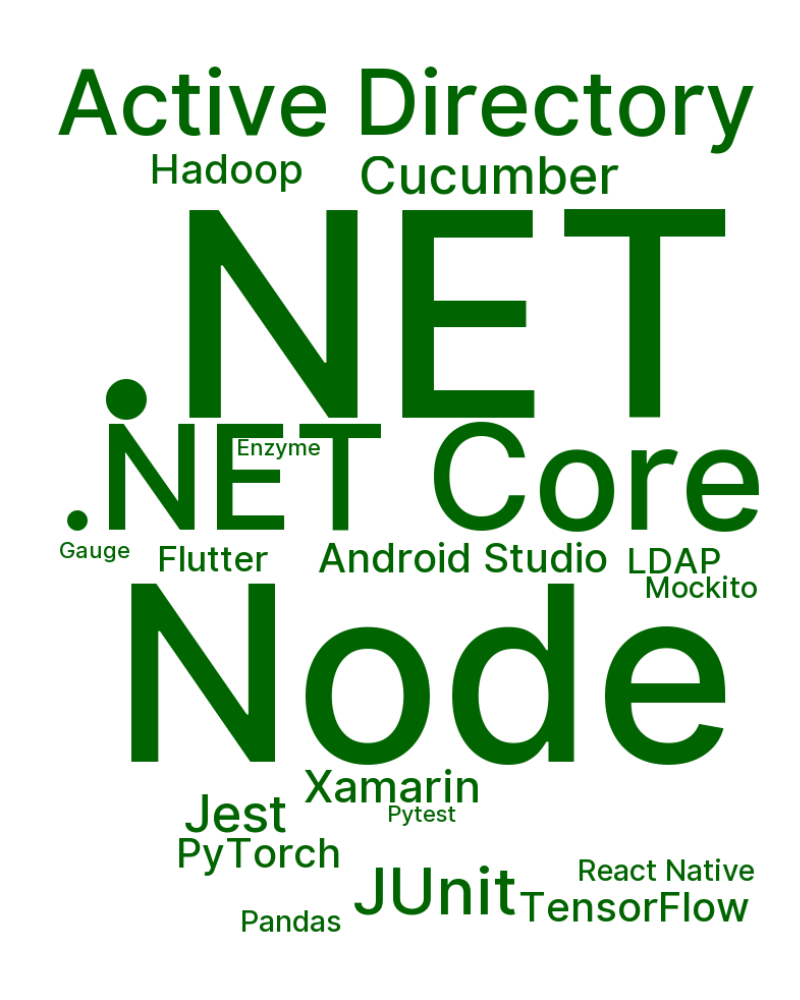 Active Directory
Hadoop Cucumber
.NET
.NET Core
Enzyme
Gauge Flutter Android Studio LDAP
Mockito
Node
Xamarin
Jest Pytest
PyTorch
JUnit React Native
TensorFlow
Pandas